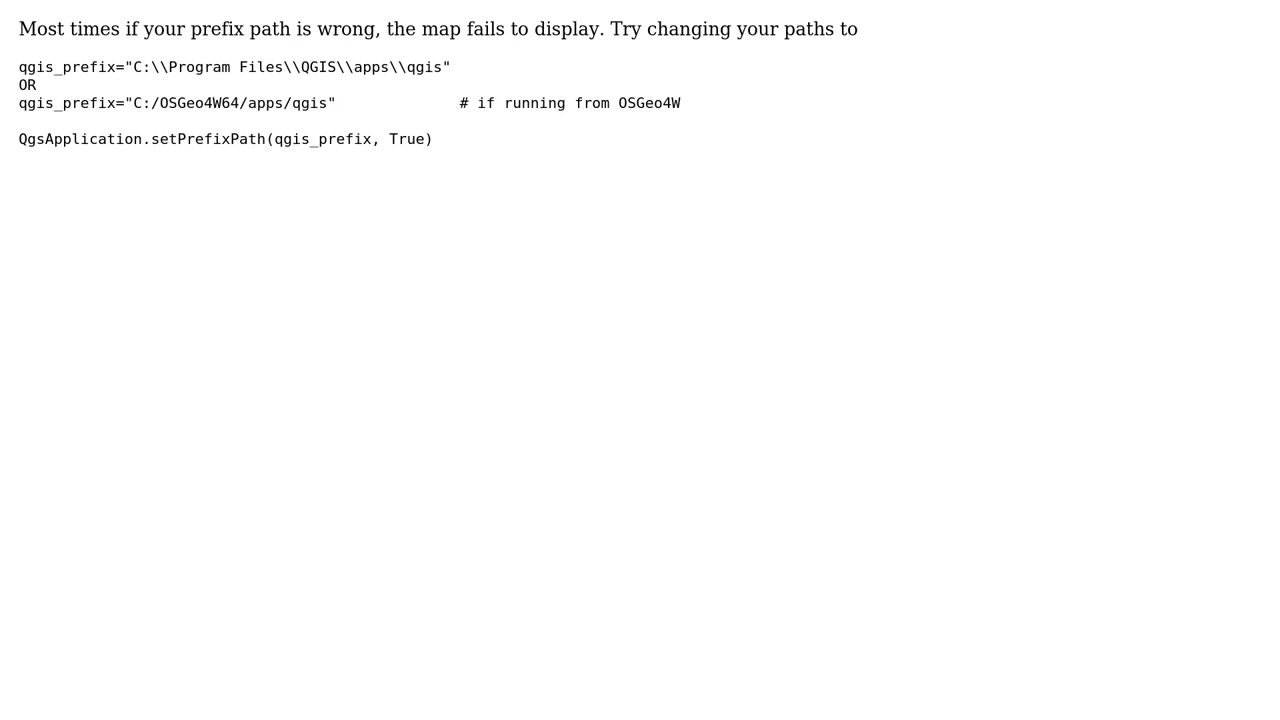 Most times if your prefix path is wrong, the map fails to display. Try changing your paths to
qgis_prefix="C:\\Program Files\\QGIS\\apps\\qgis"
OR
qgis_prefix="C:/OSGeo4W64/apps/qgis"              # if running from OSGeo4W
QgsApplication.setPrefixPath(qgis_prefix, True)